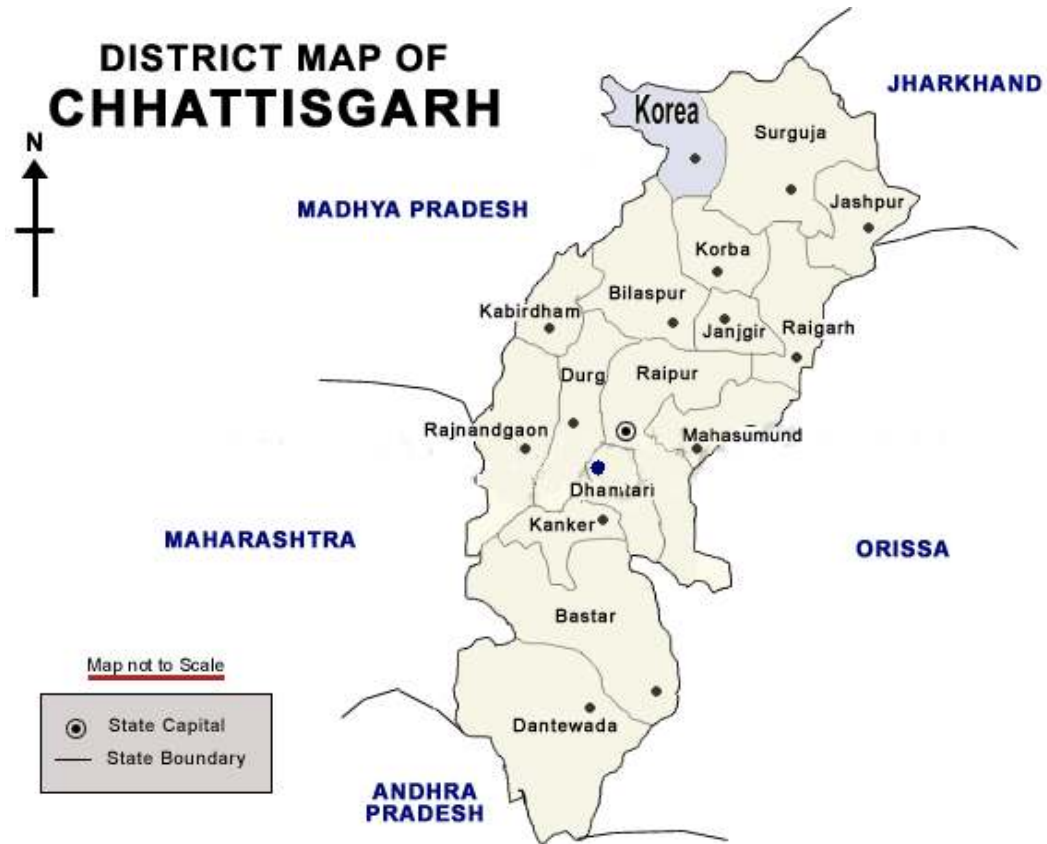 DISTRICT MAP OF
CHHATTISGARH
N
JHARKHAND
Korea
Surguja
MADHYA PRADESH
Jashpur
Korba
Bilaspur
Kabirdham
Janjgir
Raigarh
Durg
Raipur
Rajnandgaon
Mahasumund
Dhamtari
Kanker
MAHARASHTRA
ORISSA
Bastar
Map not to Scale
State Capital
State Boundary
Dantewada
ANDHRA
PRADESH